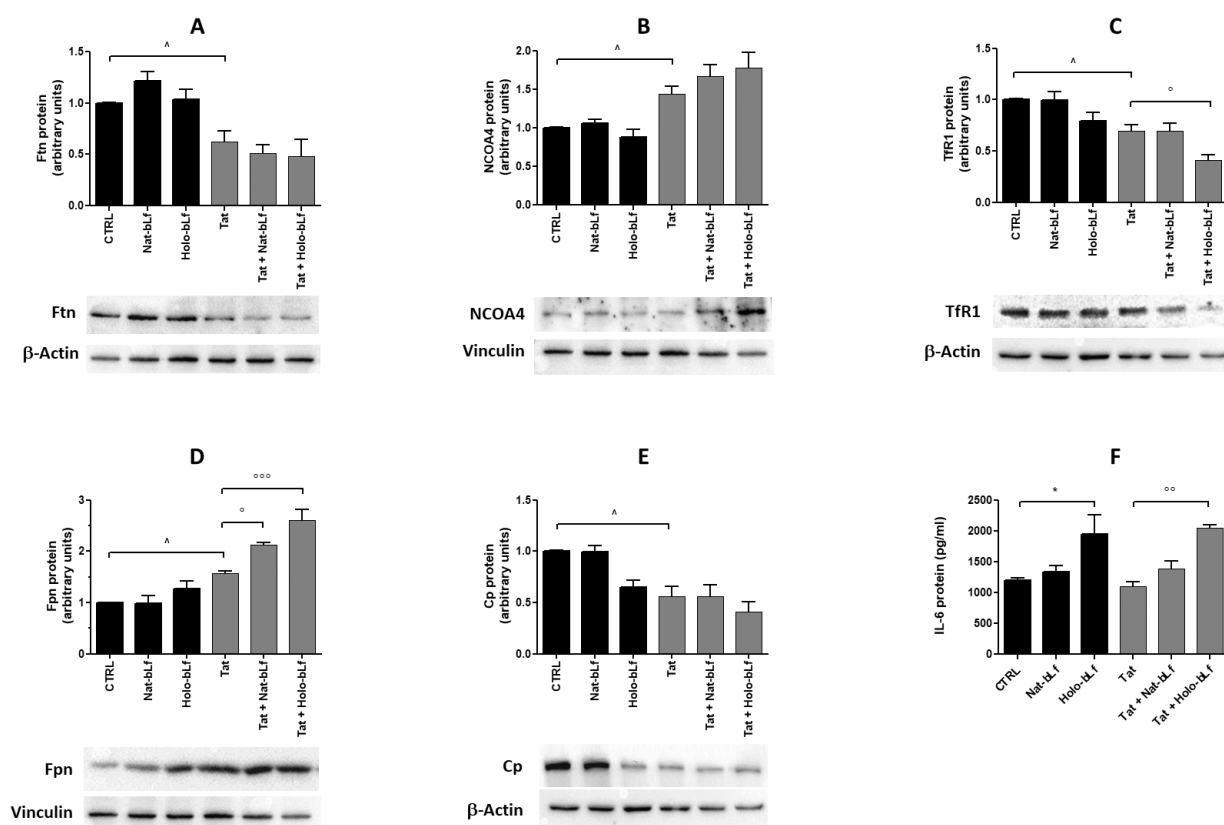 A
Ftn protein
(arbitrary units)
1.5
1.0
0.5
0.0
^
CTRL
Nat-bLf
Holo-bLf
Tat
Tat + Nat-bLf
Tat + Holo-bLf
Ftn
β-Actin
B
NCOA4 protein
(arbitrary units)
2.0
1.5
1.0
0.5
0.0
^
CTRL
Nat-bLf
Holo-bLf
Tat
Tat + Nat-bLf
Tat + Holo-bLf
NCOA4
Vinculin
C
TfR1 protein
(arbitrary units)
1.5
1.0
0.5
0.0
^
°
CTRL
Nat-bLf
Holo-bLf
Tat
Tat + Nat-bLf
Tat + Holo-bLf
TfR1
β-Actin
D
Fpn protein
(arbitrary units)
3
2
1
0
°°°
°
^
CTRL
Nat-bLf
Holo-bLf
Tat
Tat + Nat-bLf
Tat + Holo-bLf
Fpn
Vinculin
E
Cp protein
(arbitrary units)
1.5
1.0
0.5
0.0
^
CTRL
Nat-bLf
Holo-bLf
Tat
Tat + Nat-bLf
Tat + Holo-bLf
Cp
β-Actin
F
IL-6 protein (pg/ml)
2500
2000
1500
1000
500
0
*
°°
CTRL
Nat-bLf
Holo-bLf
Tat
Tat + Nat-bLf
Tat + Holo-bLf